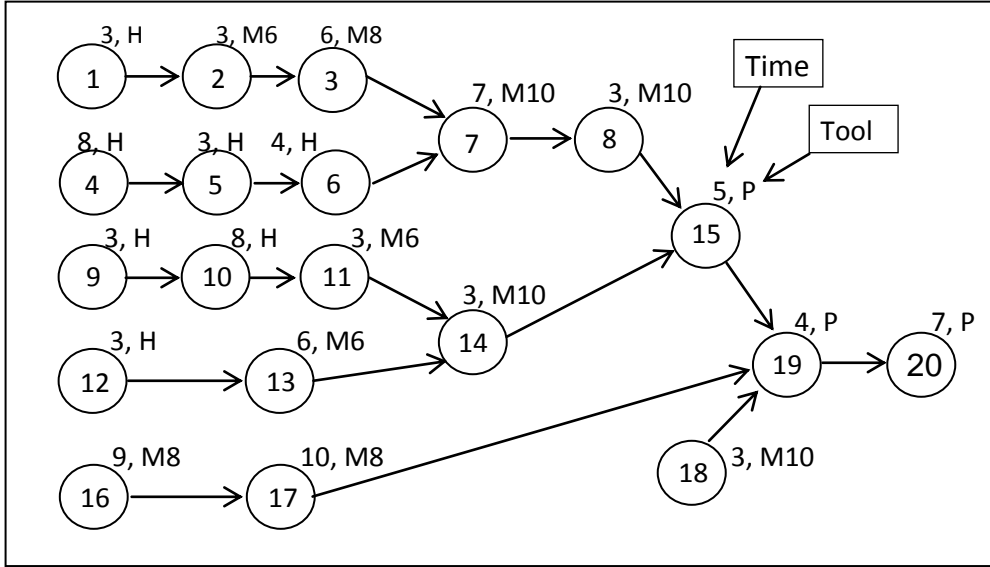 3, H
3, M6
6, M8
1
2
3
Time
7, M10
3, M10
7
8
Tool
8, H
3, H
4, H
4
5
6
5, P
15
3, H
8, H
3, M6
9
10
11
3, M10
14
3, H
6, M6
12
13
4, P
7, P
19
20
9, M8
10, M8
16
17
18
3, M10